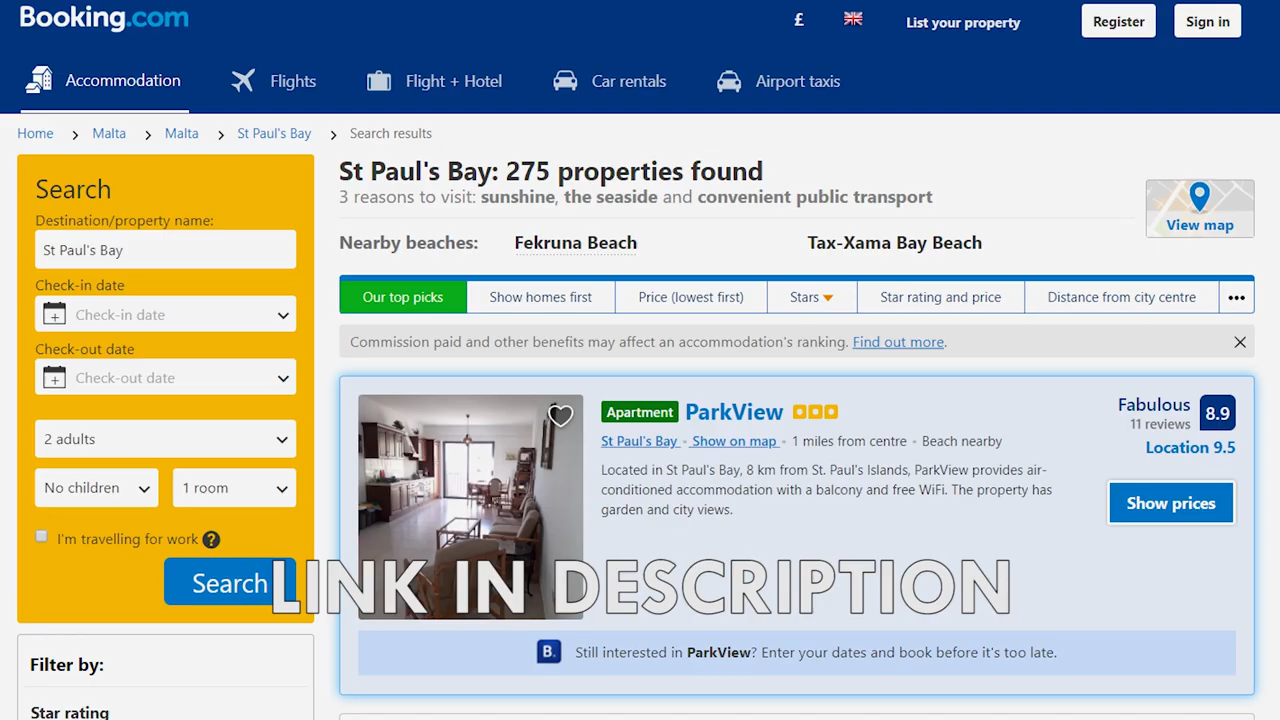 Booking.com
£
List your property
Register
Sign in
Accommodation
Flights
Flight + Hotel
Car rentals
Airport taxis
Home
Malta
Malta
St Paul's Bay
Search results
Search
Destination/property name:
St Paul's Bay
Check-in date
Check-in date
Check-out date
Check-out date
2 adults
No children
1 room
I'm travelling for work ?
Search
Filter by:
Star rating
St Paul's Bay: 275 properties found
3 reasons to visit: sunshine, the seaside and convenient public transport
View map
Nearby beaches:
Fekruna Beach
Tax-Xama Bay Beach
Our top picks
Show homes first
Price (lowest first)
Stars
Star rating and price
Distance from city centre
•••
Commission paid and other benefits may affect an accommodation's ranking. Find out more.
Apartment ParkView
St Paul's Bay - Show on map - 1 miles from centre • Beach nearby
Located in St Paul's Bay, 8 km from St. Paul's Islands, ParkView provides air-
conditioned accommodation with a balcony and free WiFi. The property has
garden and city views.
Fabulous
8.9
11 reviews
Location 9.5
Show prices
LINK IN DESCRIPTION
B.
Still interested in ParkView? Enter your dates and book before it's too late.